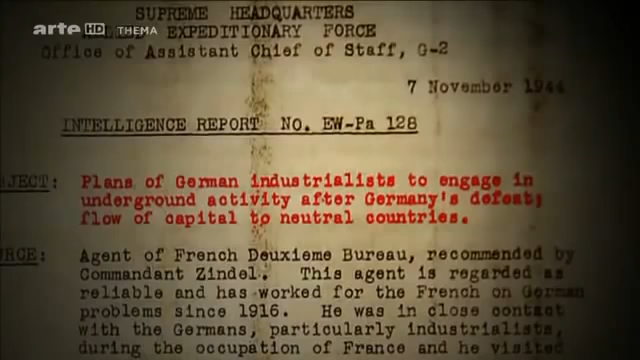 arte HD THEMA
SUPREME HEADQUARTERS
ALLIED EXPEDITIONARY FORCE
Office of Assistant Chief of Staff, G-2
7 November 1944
INTELLIGENCE REPORT NO. EW-Pa 128
JECT: Plans of German industrialists to engage in
underground activity after Germany's defeat;
flow of capital to neutral countries.
RCE: Agent of French Deuxieme Bureau, recommended by
Commandant Zindel. This agent is regarded as
reliable and has worked for the French on German
problems since 1916. He was in close contact
with the Germans, particularly industrialists,
during the occupation of France and he visited